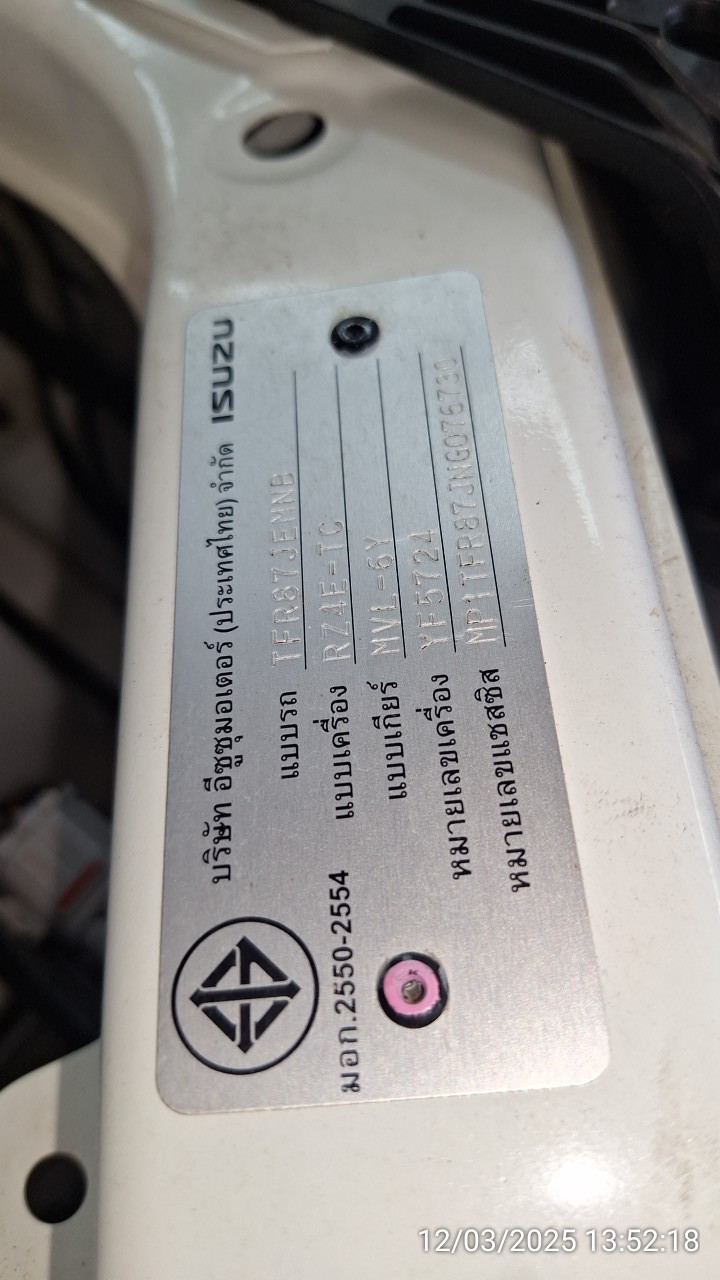 บริษัท อีซูซุมอเตอร์ (ประเทศไทย) จำกัด ISUZU
แบบรถ TFR87JEMNB
แบบเครื่อง RZ4E-TC
แบบเกียร์ MVL-6Y
หมายเลขเครื่อง YF5724
หมายเลขแชสซิส MP1TFR87JNG076730
มอก.2550-2554
12/03/2025 13:52:18